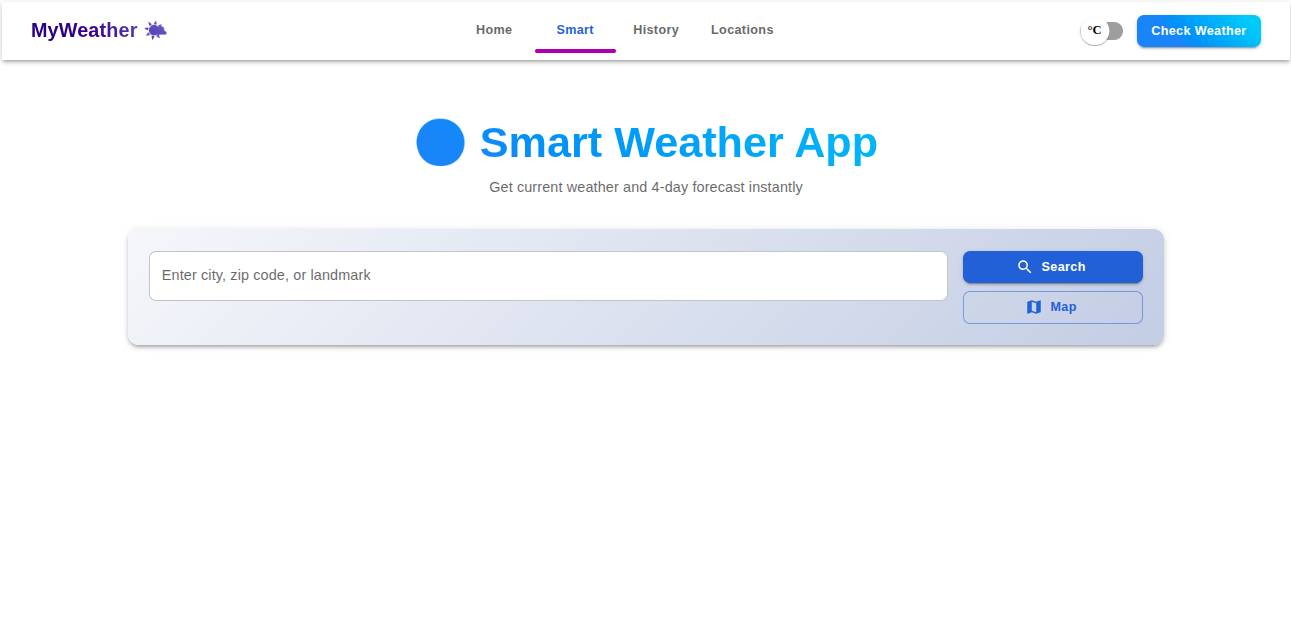 MyWeather
Home
Smart
History
Locations
°C
Check Weather
Smart Weather App
Get current weather and 4-day forecast instantly
Enter city, zip code, or landmark
Search
Map